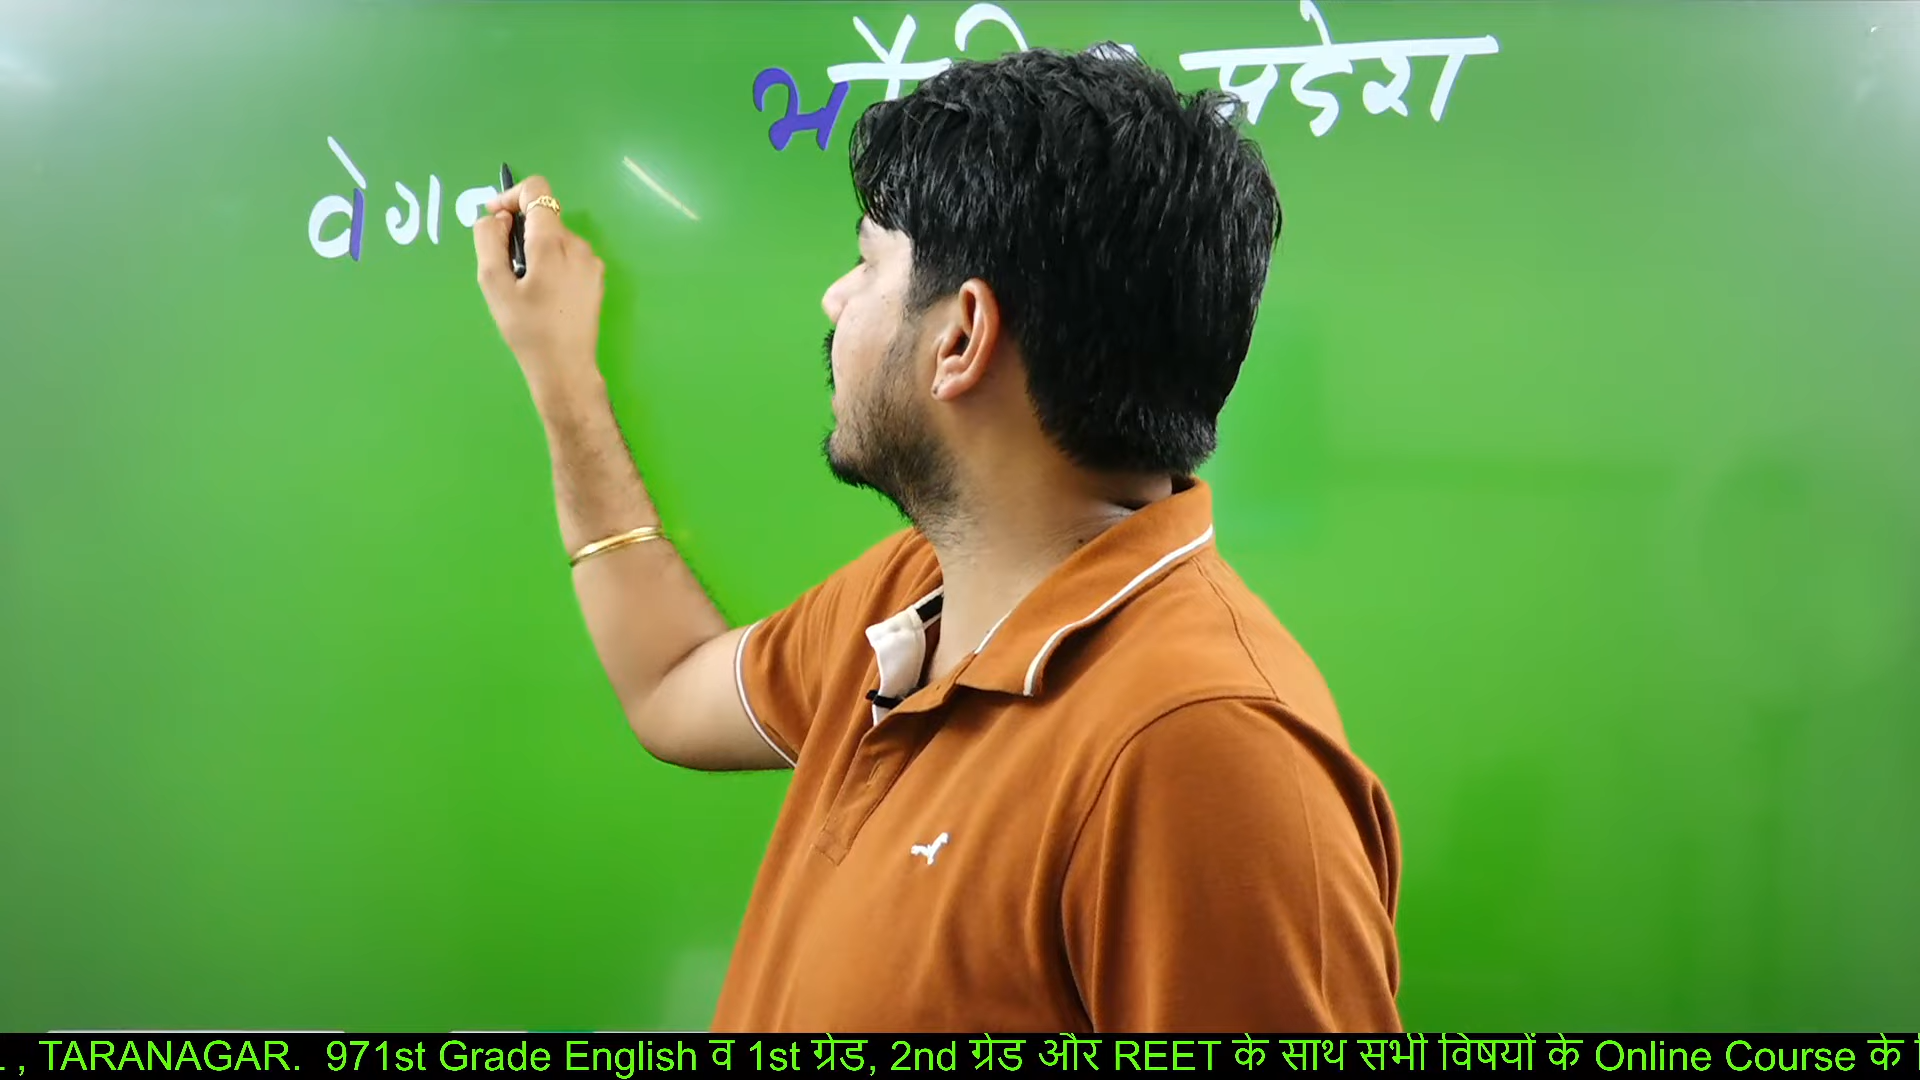 प्रदेश
वेग
, TARANAGAR. 971st Grade English व 1st ग्रेड, 2nd ग्रेड और REET के साथ सभी विषयों के Online Course के